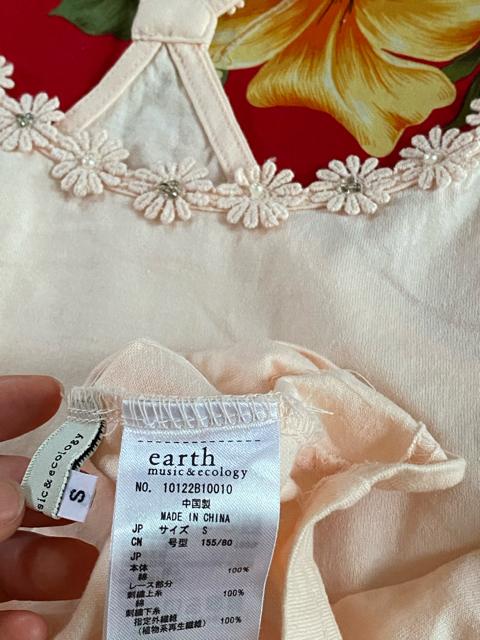 earth
music&ecology
NO. 10122B10010
中国製
MADE IN CHINA
JP サイズ S
CN 号型 155/80
JP
本体
綿 100%
レース部分
刺繍上糸
綿 100%
刺繍下糸
指定外繊維 100%
(植物系再生繊維)
sic&ecology
S